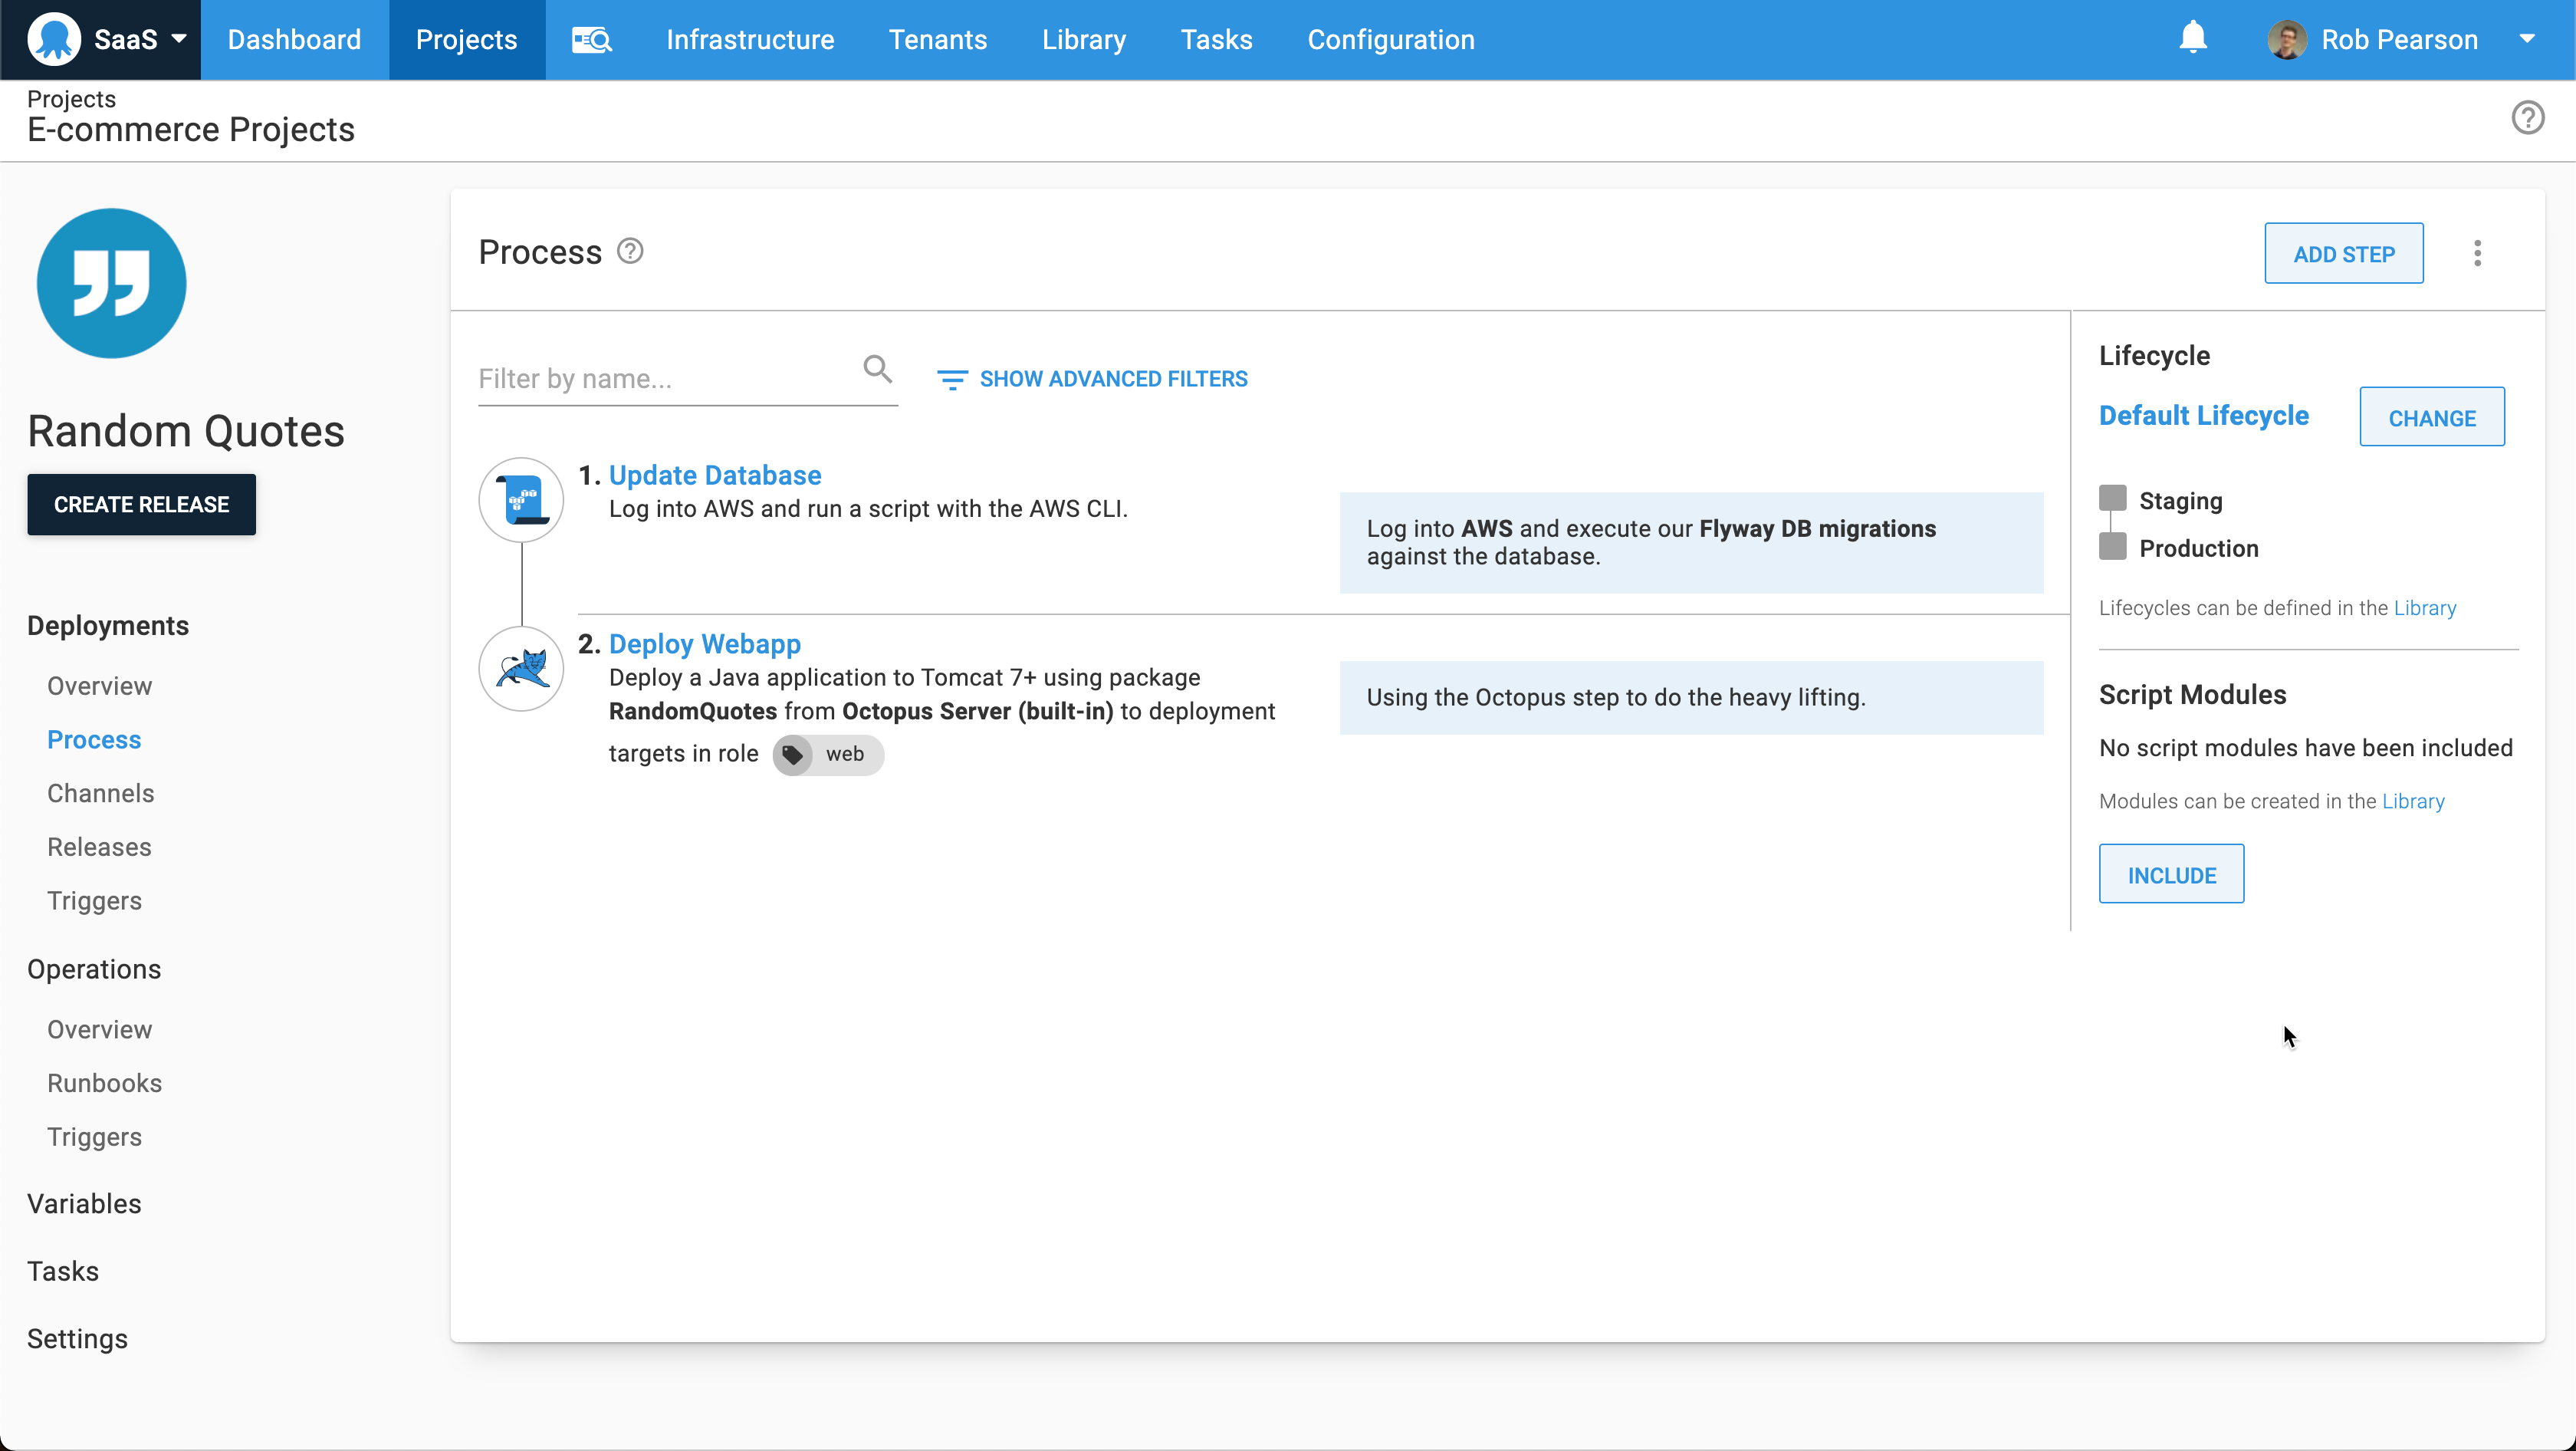 SaaS
Dashboard
Projects
Infrastructure
Tenants
Library
Tasks
Configuration
Rob Pearson
Projects
E-commerce Projects
Random Quotes
CREATE RELEASE
Deployments
Overview
Process
Channels
Releases
Triggers
Operations
Overview
Runbooks
Triggers
Variables
Tasks
Settings
Process
ADD STEP
Filter by name...
SHOW ADVANCED FILTERS
1. Update Database
Log into AWS and run a script with the AWS CLI.
Log into AWS and execute our Flyway DB migrations
against the database.
2. Deploy Webapp
Deploy a Java application to Tomcat 7+ using package
RandomQuotes from Octopus Server (built-in) to deployment
targets in role web
Using the Octopus step to do the heavy lifting.
Lifecycle
Default Lifecycle
CHANGE
Staging
Production
Lifecycles can be defined in the Library
Script Modules
No script modules have been included
Modules can be created in the Library
INCLUDE